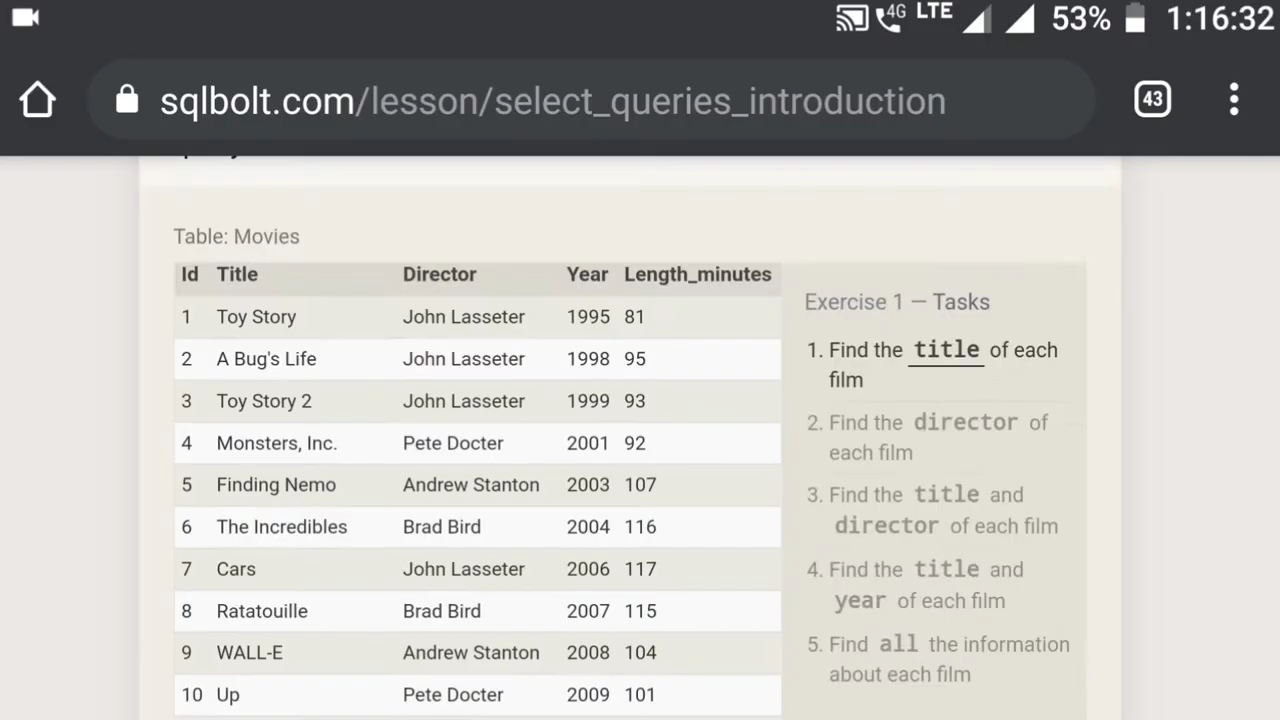 4G LTE 53% 1:16:32
sqlbolt.com/lesson/select_queries_introduction 43
Table: Movies
Id Title Director Year Length_minutes
1 Toy Story John Lasseter 1995 81
2 A Bug's Life John Lasseter 1998 95
3 Toy Story 2 John Lasseter 1999 93
4 Monsters, Inc. Pete Docter 2001 92
5 Finding Nemo Andrew Stanton 2003 107
6 The Incredibles Brad Bird 2004 116
7 Cars John Lasseter 2006 117
8 Ratatouille Brad Bird 2007 115
9 WALL-E Andrew Stanton 2008 104
10 Up Pete Docter 2009 101
Exercise 1 — Tasks
1. Find the title of each
film
2. Find the director of
each film
3. Find the title and
director of each film
4. Find the title and
year of each film
5. Find all the information
about each film